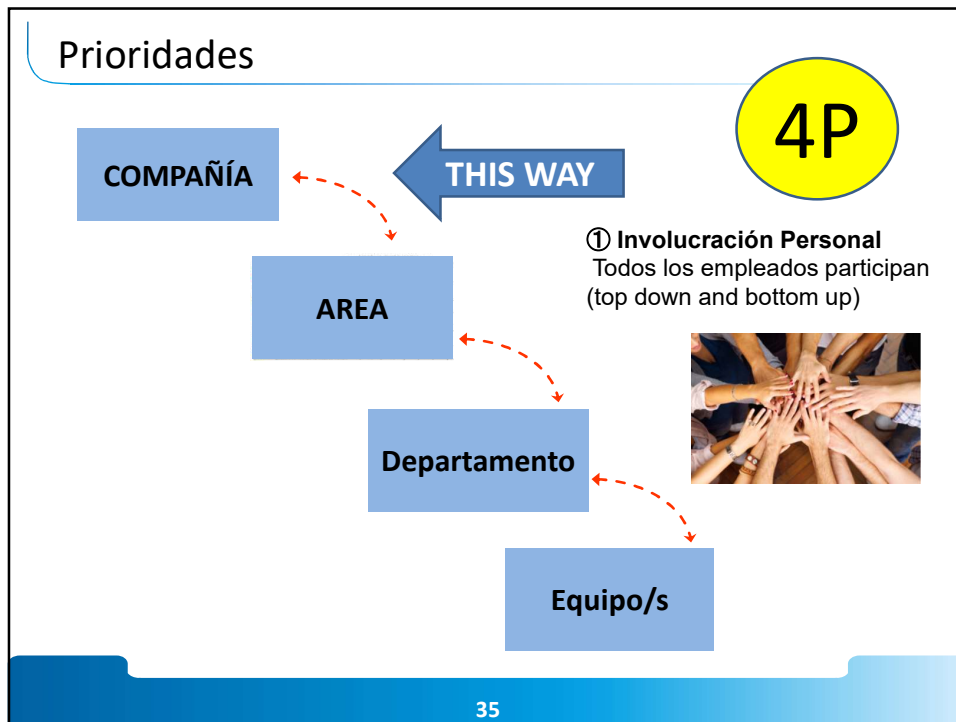 Prioridades
4P
COMPAÑÍA
THIS WAY
① Involucración Personal
Todos los empleados participan
(top down and bottom up)
AREA
Departamento
Equipo/s
35